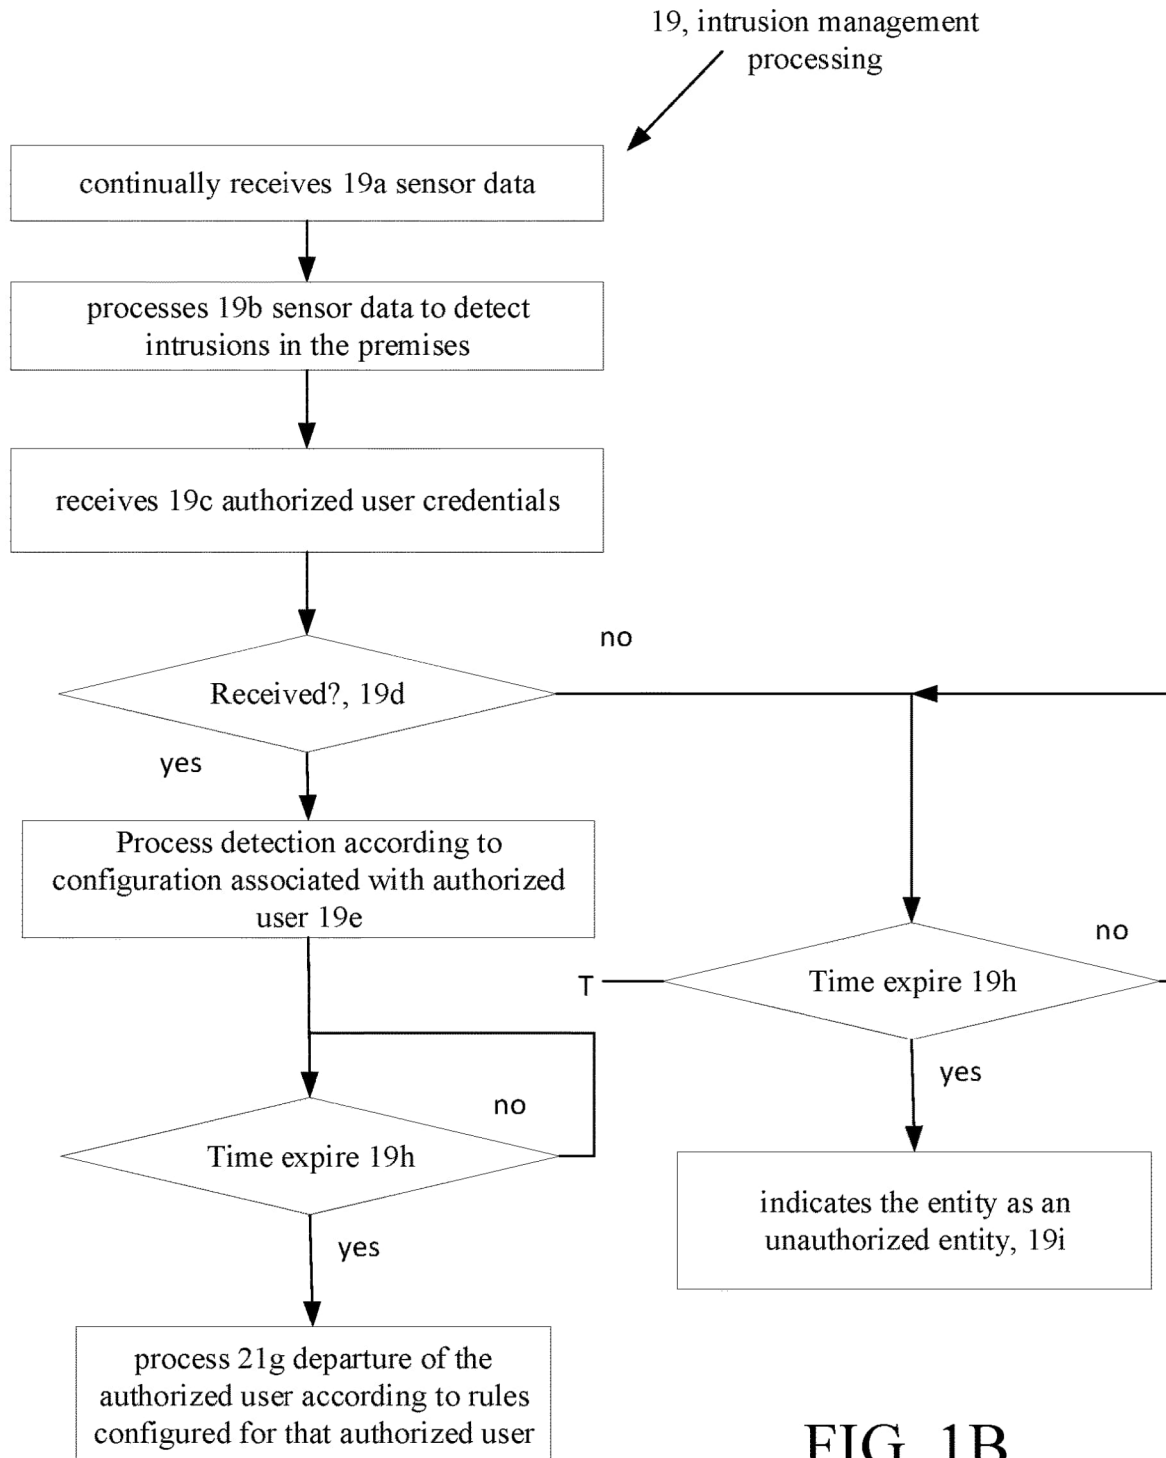 19, intrusion management
processing
continually receives 19a sensor data
processes 19b sensor data to detect
intrusions in the premises
receives 19c authorized user credentials
no
Received?, 19d
yes
Process detection according to
configuration associated with authorized
user 19e
no
T
Time expire 19h
yes
no
Time expire 19h
yes
indicates the entity as an
unauthorized entity, 19i
process 21g departure of the
authorized user according to rules
configured for that authorized user
FIG. 1B